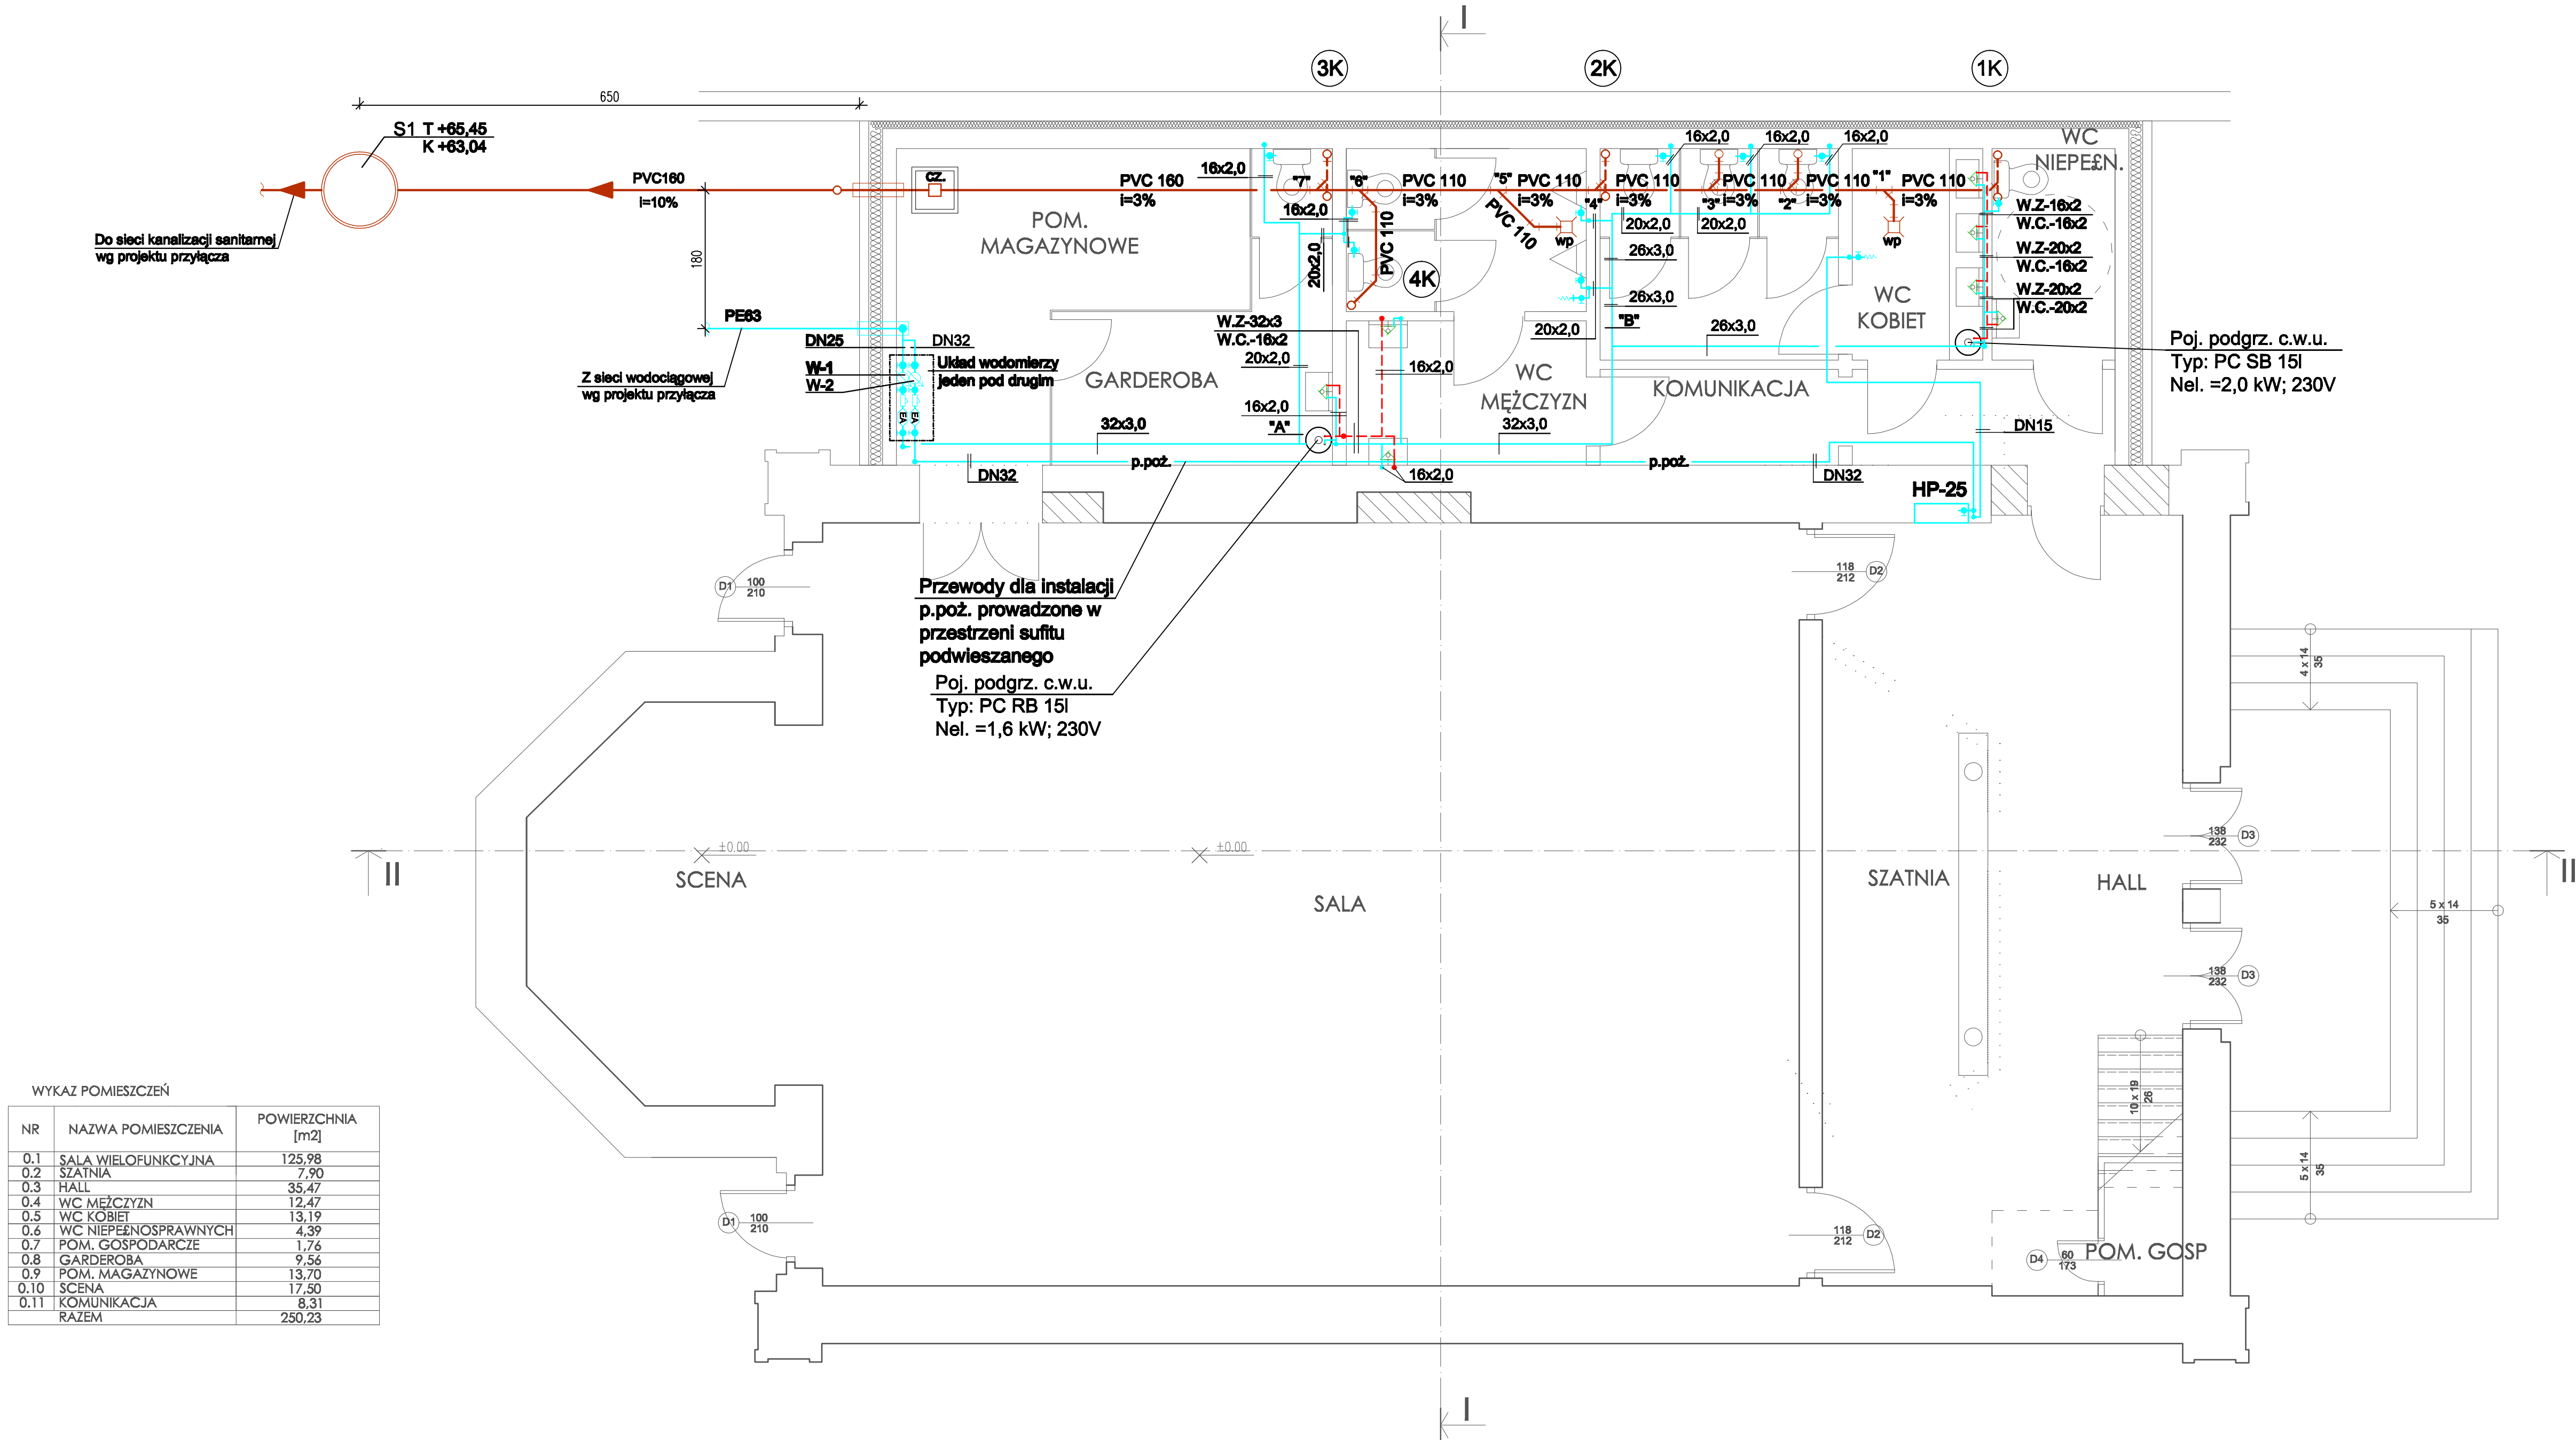 I
3K
2K
1K
650
S1 T +65,45
K +63,04
PVC160
i=10%
Do sieci kanalizacji sanitarnej
wg projektu przyłącza
180
cz.
POM.
MAGAZYNOWE
PVC 160
i=3%
16x2,0
"7"
"6"
16x2,0
20x2,0
PVC 110
PVC 110
i=3%
4K
"5"
PVC 110
i=3%
PVC 110
wp
"4"
PVC 110
i=3%
20x2,0
16x2,0
"3"
PVC 110
i=3%
20x2,0
16x2,0
"2"
PVC 110
i=3%
16x2,0
"1"
PVC 110
i=3%
wp
WC
NIEPE£N.
W.Z-16x2
W.C.-16x2
W.Z-20x2
W.C.-16x2
W.Z-20x2
W.C.-20x2
26x3,0
26x3,0
"B"
20x2,0
26x3,0
WC
KOBIET
Poj. podgrz. c.w.u.
Typ: PC SB 15l
Nel. =2,0 kW; 230V
PE63
Z sieci wodociągowej
wg projektu przyłącza
DN25
DN32
W-1
W-2
Układ wodomierzy
jeden pod drugim
EA
EA
GARDEROBA
W.Z-32x3
W.C.-16x2
20x2,0
16x2,0
"A"
16x2,0
WC
MĘŻCZYZN
KOMUNIKACJA
32x3,0
32x3,0
p.poż.
p.poż.
DN32
16x2,0
DN32
DN15
HP-25
Przewody dla instalacji
p.poż. prowadzone w
przestrzeni sufitu
podwieszanego
Poj. podgrz. c.w.u.
Typ: PC RB 15l
Nel. =1,6 kW; 230V
D1
100
210
118
212
D2
4 x 14
35
138
232
D3
II
±0.00
SCENA
±0.00
SALA
SZATNIA
HALL
II
5 x 14
35
138
232
D3
10 x 19
26
5 x 14
35
D1
100
210
118
212
D2
D4
60
173
POM. GOSP
I
WYKAZ POMIESZCZEŃ
NR NAZWA POMIESZCZENIA POWIERZCHNIA
[m2]
0.1 SALA WIELOFUNKCYJNA 125,98
0.2 SZATNIA 7,90
0.3 HALL 35,47
0.4 WC MĘŻCZYZN 12,47
0.5 WC KOBIET 13,19
0.6 WC NIEPE£NOSPRAWNYCH 4,39
0.7 POM. GOSPODARCZE 1,76
0.8 GARDEROBA 9,56
0.9 POM. MAGAZYNOWE 13,70
0.10 SCENA 17,50
0.11 KOMUNIKACJA 8,31
RAZEM 250,23